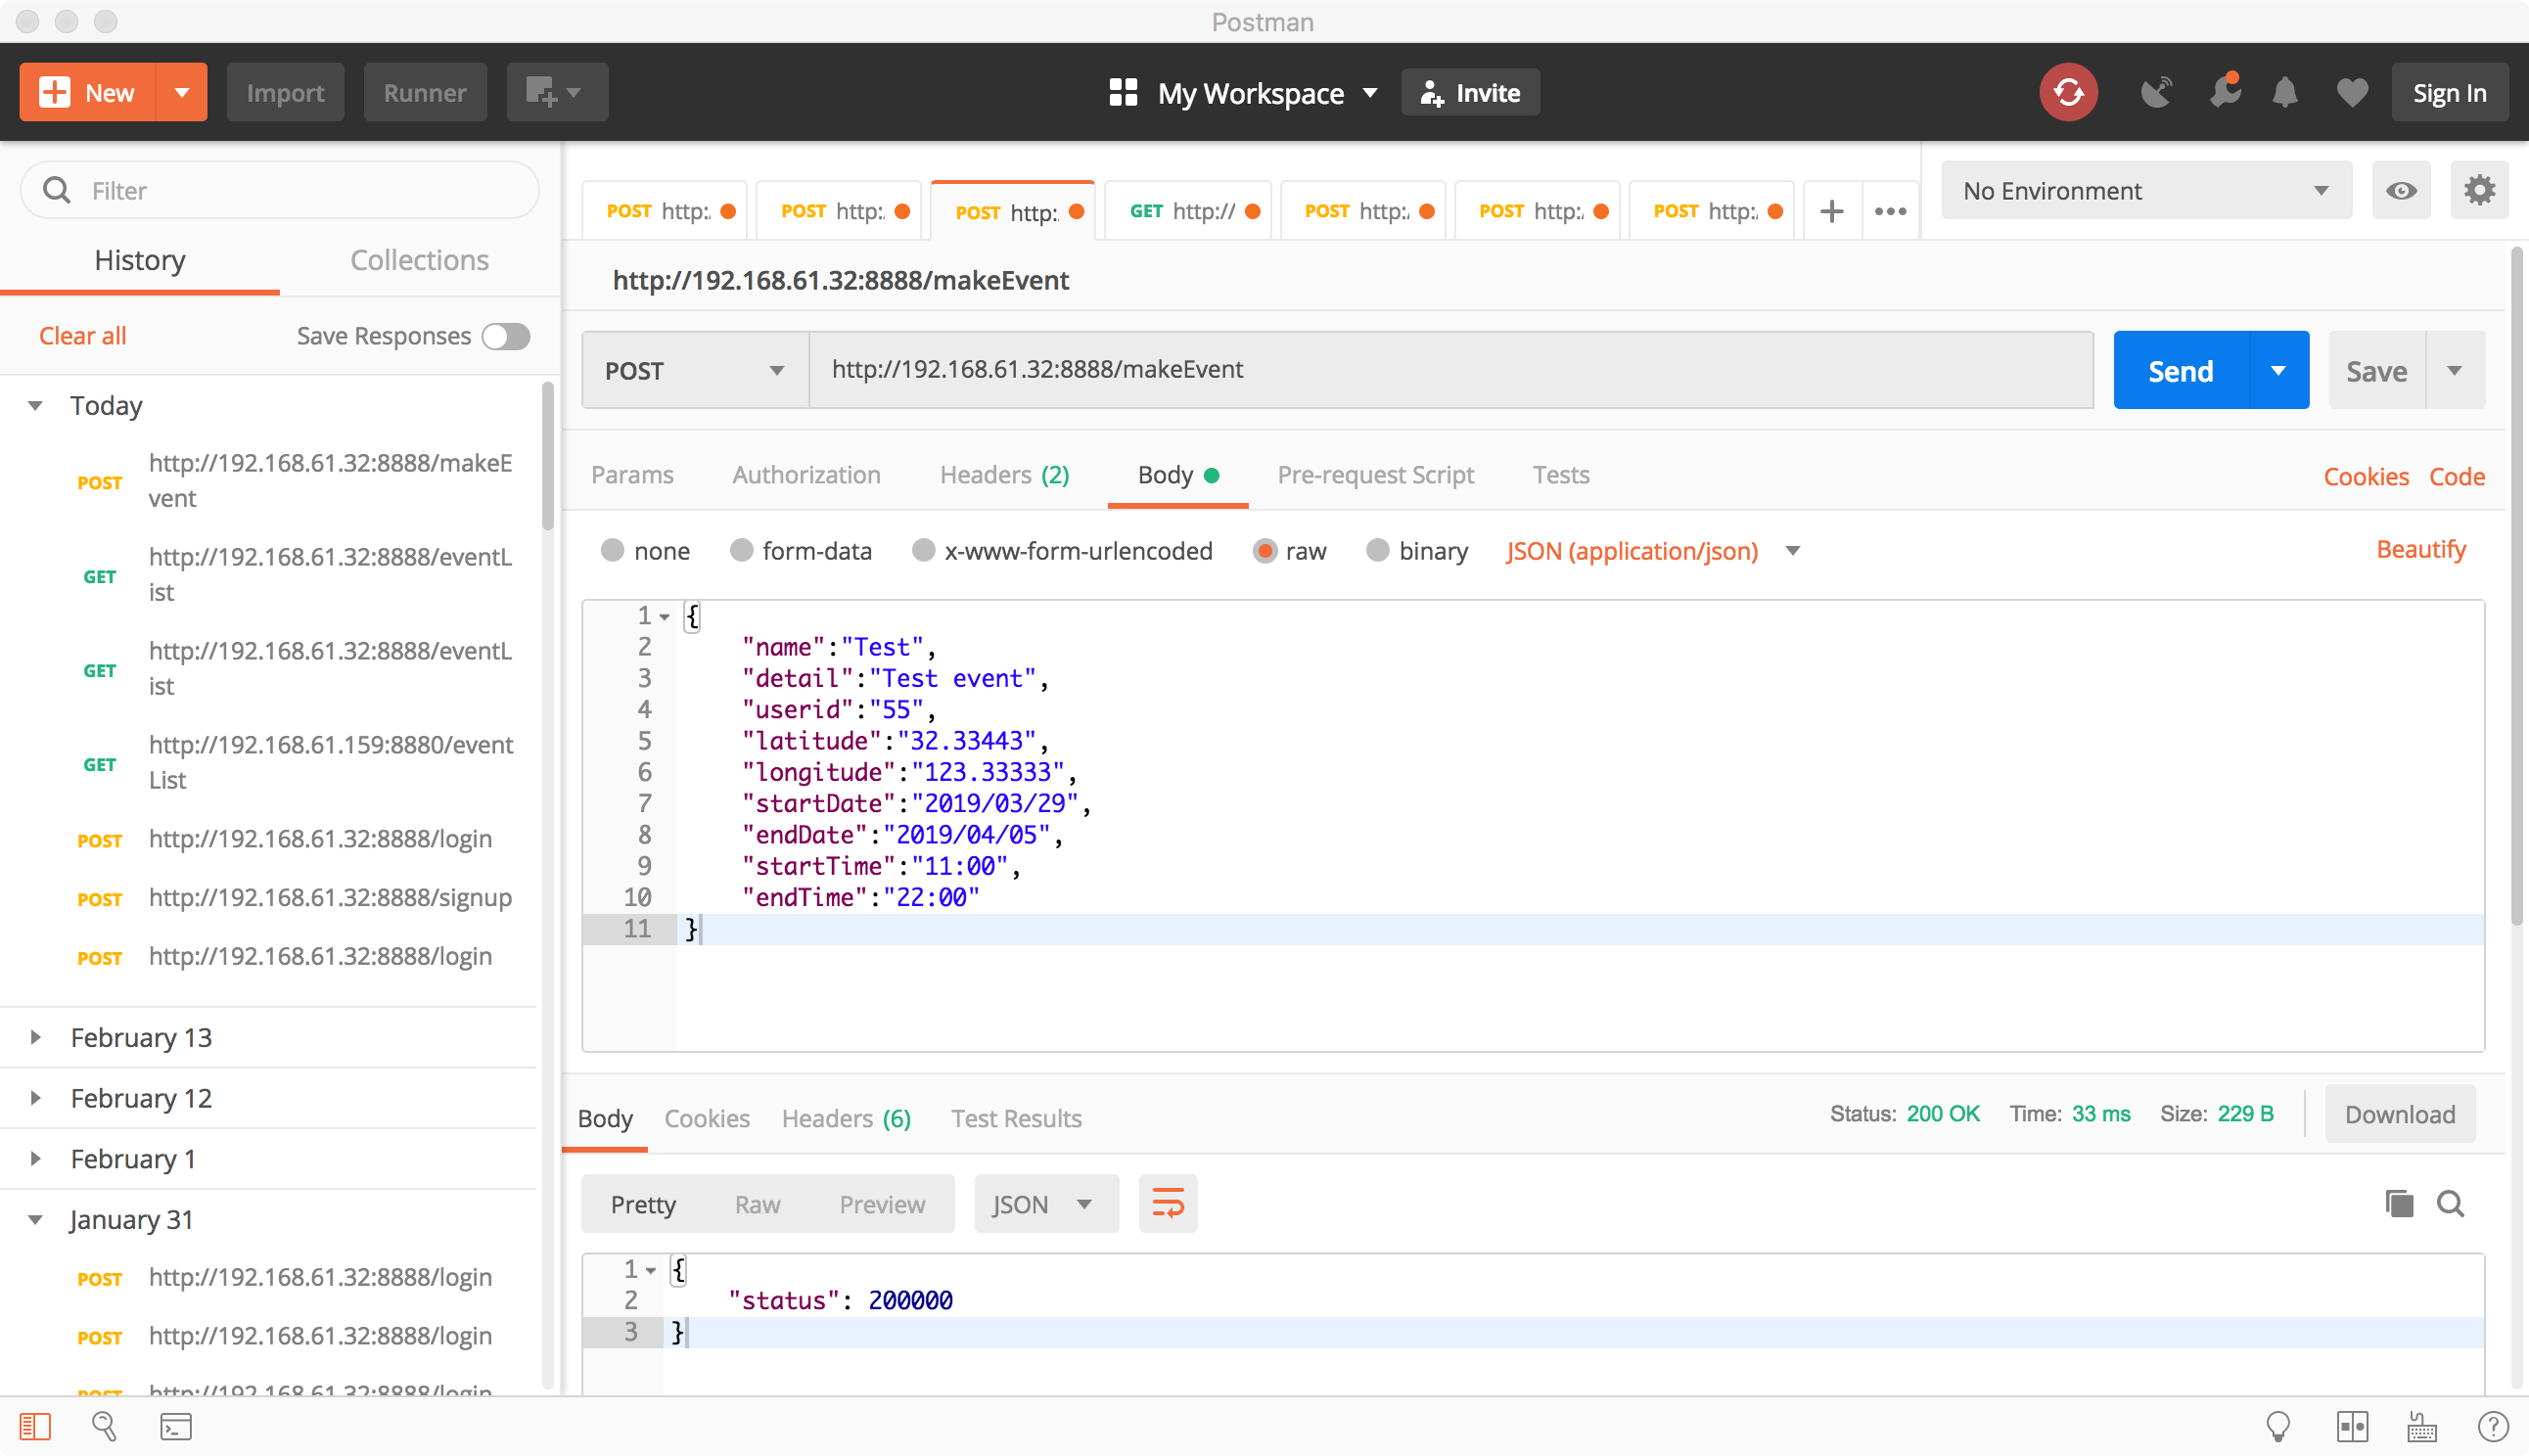 Postman
New
Import
Runner
My Workspace
Invite
Sign In
Filter
History
Collections
Clear all
Save Responses
Today
POST
http://192.168.61.32:8888/makeE
vent
GET
http://192.168.61.32:8888/eventL
ist
GET
http://192.168.61.32:8888/eventL
ist
GET
http://192.168.61.159:8880/event
List
POST http://192.168.61.32:8888/login
POST http://192.168.61.32:8888/signup
POST http://192.168.61.32:8888/login
February 13
February 12
February 1
January 31
POST http://192.168.61.32:8888/login
POST http://192.168.61.32:8888/login
POST http://192.168.61.32:8888/login
POST http:
POST http:
POST http:
GET http://
POST http:
POST http:
POST http:
No Environment
http://192.168.61.32:8888/makeEvent
POST http://192.168.61.32:8888/makeEvent
Send
Save
Params Authorization Headers (2) Body Pre-request Script Tests
Cookies Code
none form-data x-www-form-urlencoded raw binary JSON (application/json)
Beautify
1 {
2 "name":"Test",
3 "detail":"Test event",
4 "userid":"55",
5 "latitude":"32.33443",
6 "longitude":"123.33333",
7 "startDate":"2019/03/29",
8 "endDate":"2019/04/05",
9 "startTime":"11:00",
10 "endTime":"22:00"
11 }
Body Cookies Headers (6) Test Results
Status: 200 OK Time: 33 ms Size: 229 B
Download
Pretty Raw Preview
JSON
1 {
2 "status": 200000
3 }